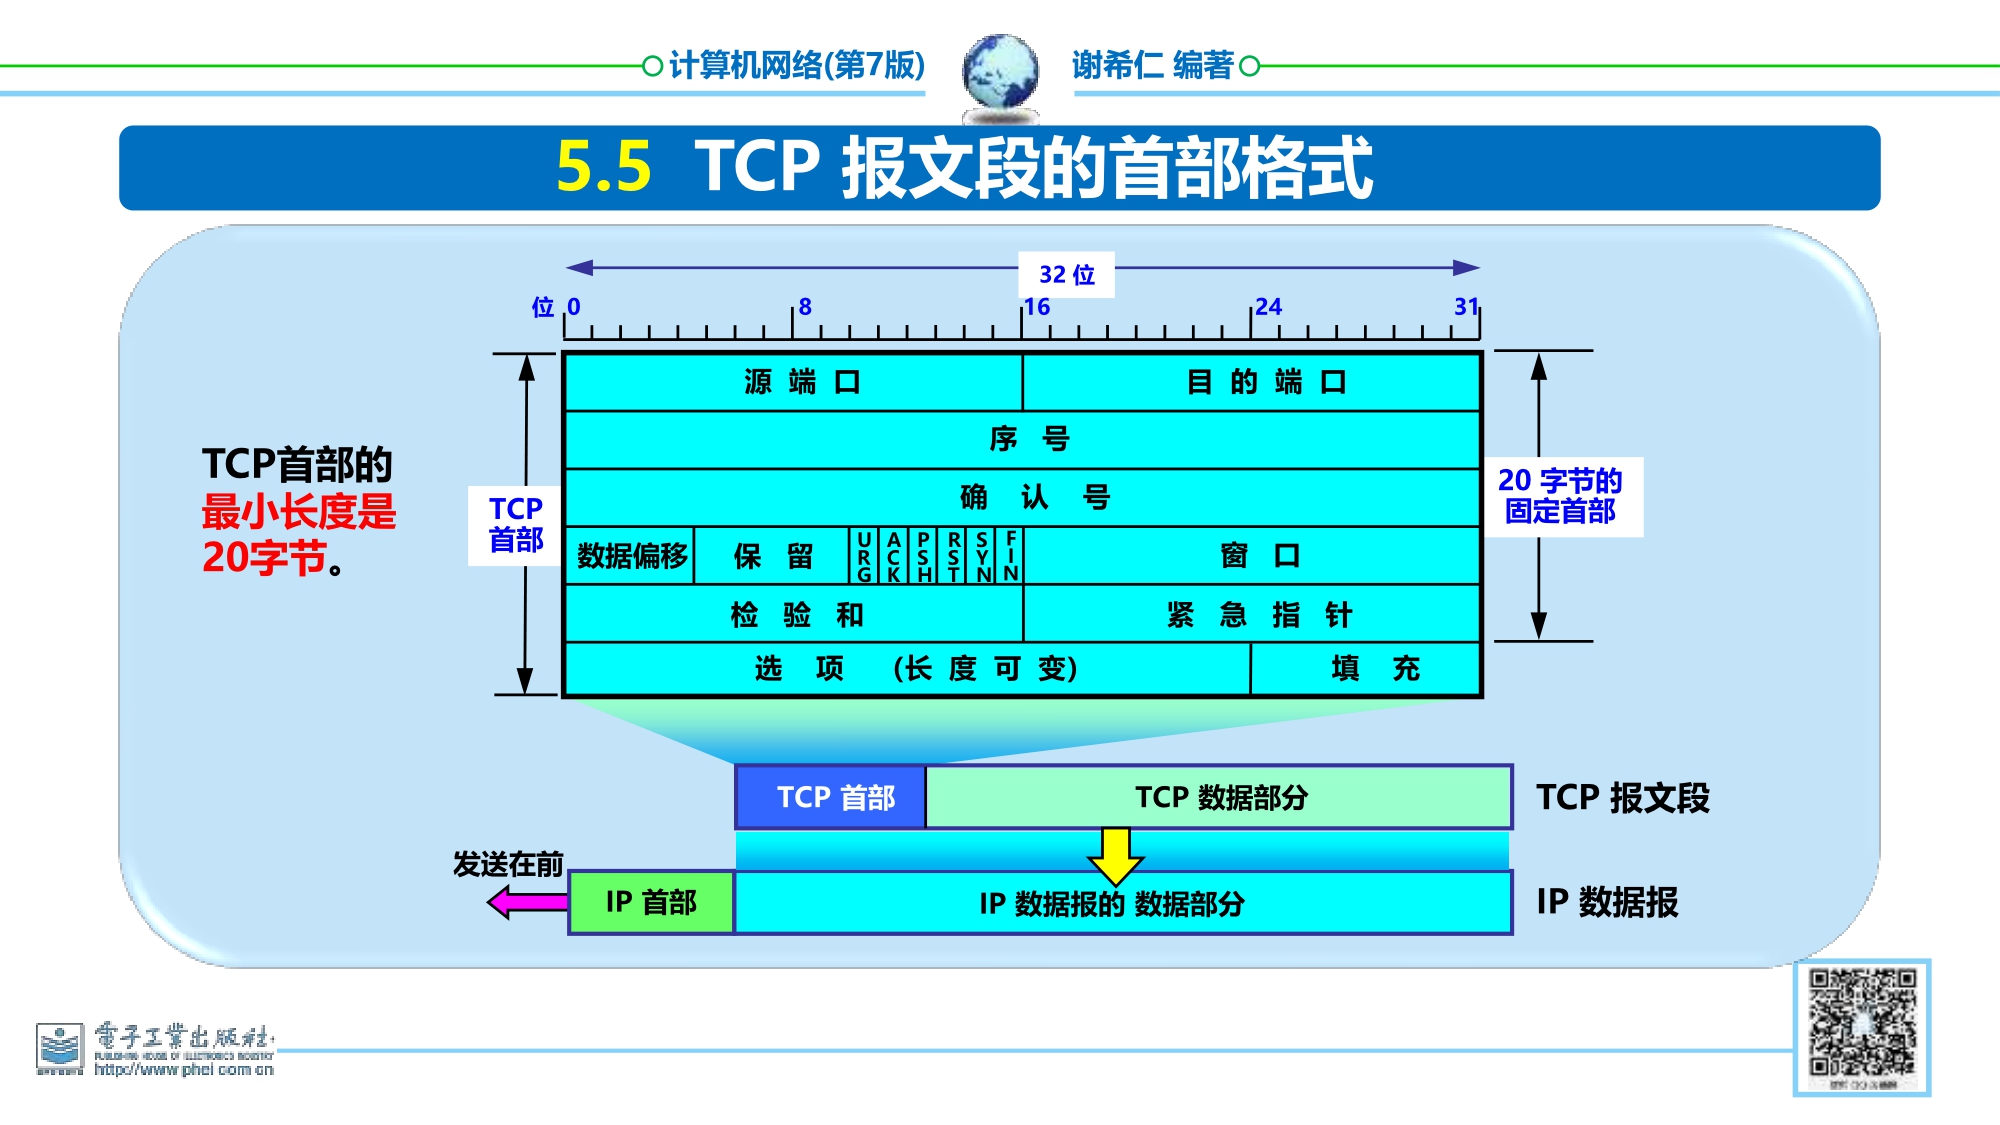 计算机网络(第7版)
谢希仁 编著
5.5 TCP 报文段的首部格式
32 位
位 0 8 16 24 31
源 端 口 目 的 端 口
序 号
确 认 号
数据偏移 保 留 URG ACK PSH RST SYN FIN 窗 口
检 验 和 紧 急 指 针
选 项 (长 度 可 变) 填 充
TCP
首部
20 字节的
固定首部
TCP首部的
最小长度是
20字节。
TCP 首部 TCP 数据部分 TCP 报文段
发送在前
IP 首部 IP 数据报的 数据部分 IP 数据报
電子工業出版社
PUBLISHING HOUSE OF ELECTRONICS INDUSTRY
http://www.phei.com.cn